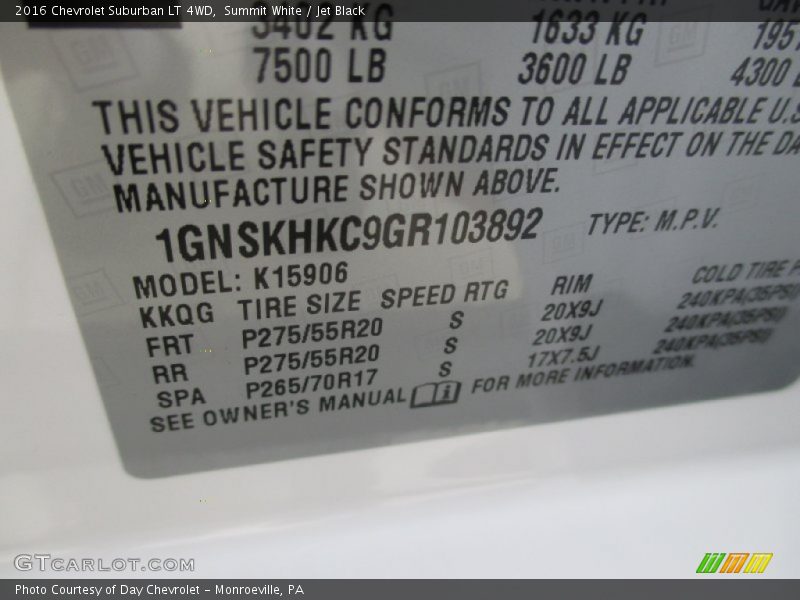 2016 Chevrolet Suburban LT 4WD, Summit White / Jet Black
3402 KG 1633 KG
7500 LB 3600 LB 4300
THIS VEHICLE CONFORMS TO ALL APPLICABLE U.S
VEHICLE SAFETY STANDARDS IN EFFECT ON THE DA
MANUFACTURE SHOWN ABOVE.
1GNSKHKC9GR103892 TYPE: M.P.V.
MODEL: K15906
KKQG TIRE SIZE SPEED RTG RIM COLD TIRE P
FRT P275/55R20 S 20X9J 240KPA(35PSI)
RR P275/55R20 S 20X9J 240KPA(35PSI)
SPA P265/70R17 S 17X7.5J 240KPA(35PSI)
SEE OWNER'S MANUAL FOR MORE INFORMATION.
GTCARLOT.COM
Photo Courtesy of Day Chevrolet – Monroeville, PA